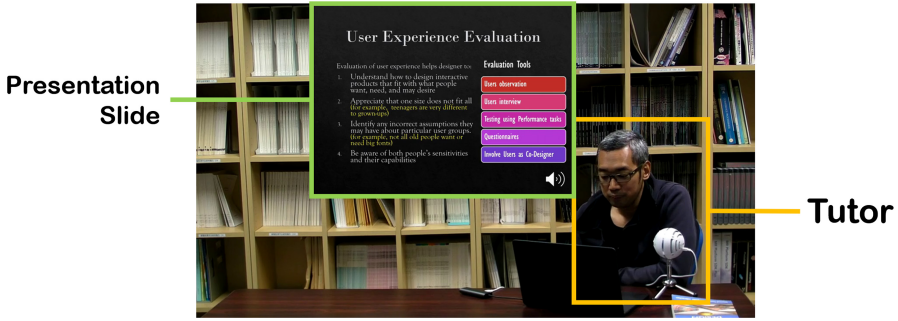 Presentation
Slide
User Experience Evaluation
Evaluation of user experience helps designer to:
1. Understand how to design interactive
products that fit with what people
want, need, and may desire
2. Appreciate that one size does not fit all
(for example, teenagers are very different
to grown-ups)
3. Identify any incorrect assumptions they
may have about particular user groups.
(for example, not all old people want or
need big fonts)
4. Be aware of both people's sensitivities
and their capabilities
Evaluation Tools
Users observation
Users interview
Testing using Performance tasks
Questionnaires
Involve Users as Co-Designer
Tutor